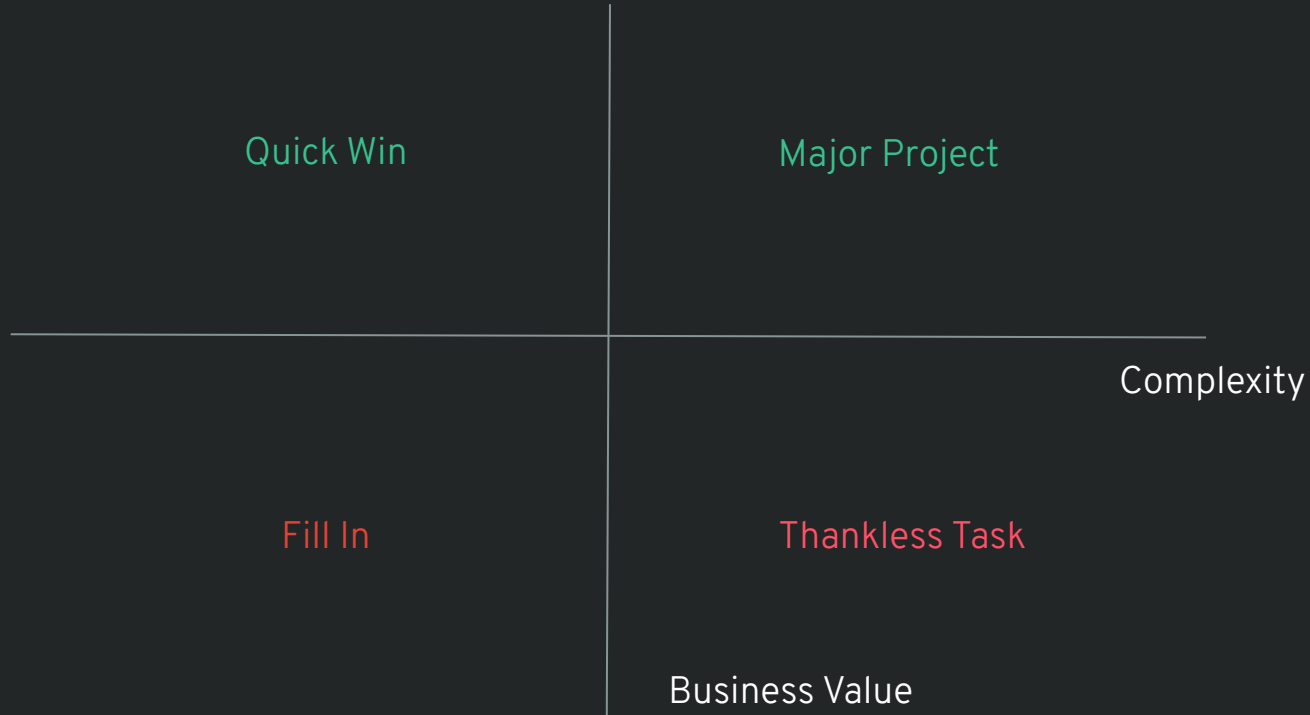 Quick Win
Major Project
Complexity
Fill In
Thankless Task
Business Value